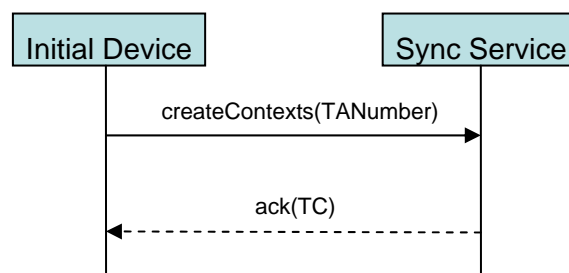 Initial Device
Sync Service
createContexts(TANumber)
ack(TC)